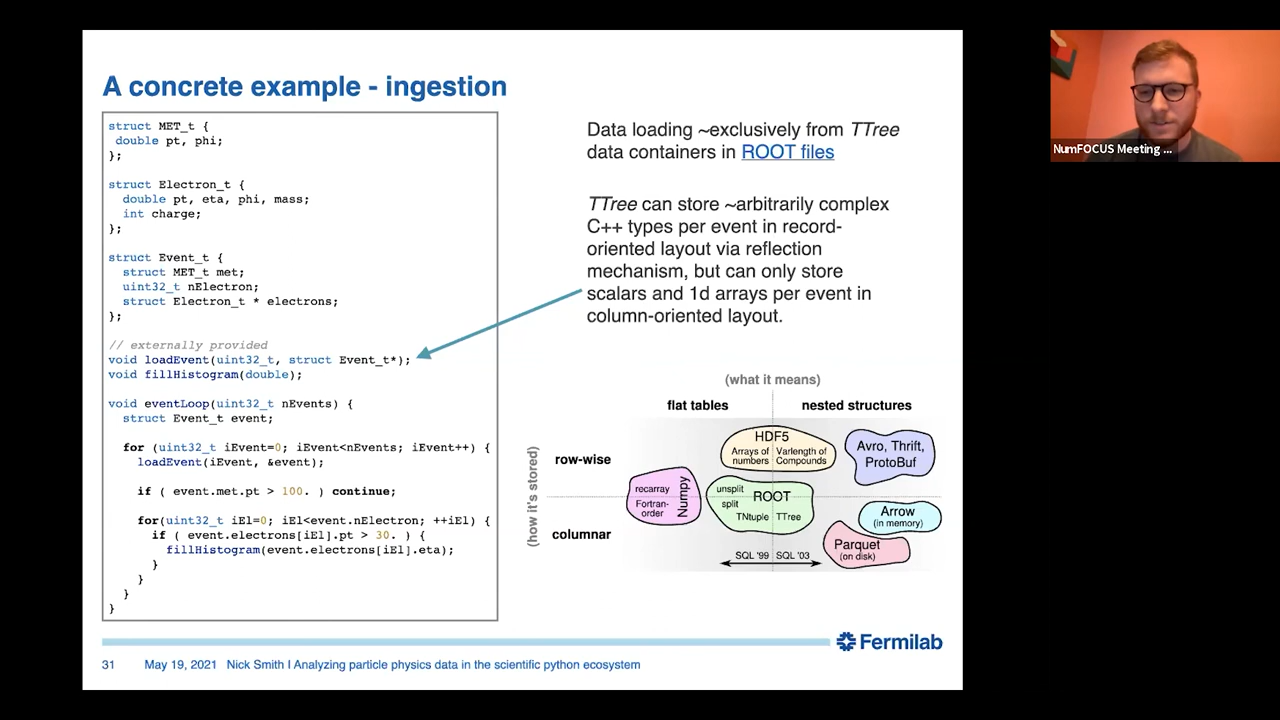 A concrete example - ingestion
struct MET_t {
double pt, phi;
};
struct Electron_t {
double pt, eta, phi, mass;
int charge;
};
struct Event_t {
struct MET_t met;
uint32_t nElectron;
struct Electron_t * electrons;
};
// externally provided
void loadEvent(uint32_t, struct Event_t*);
void fillHistogram(double);
void eventLoop(uint32_t nEvents) {
struct Event_t event;
for (uint32_t iEvent=0; iEvent<nEvents; iEvent++) {
loadEvent(iEvent, &event);
if ( event.met.pt > 100. ) continue;
for(uint32_t iEl=0; iEl<event.nElectron; ++iEl) {
if ( event.electrons[iEl].pt > 30. ) {
fillHistogram(event.electrons[iEl].eta);
}
}
}
}
Data loading ~exclusively from TTree
data containers in ROOT files
TTree can store ~arbitrarily complex
C++ types per event in record-
oriented layout via reflection
mechanism, but can only store
scalars and 1d arrays per event in
column-oriented layout.
(what it means)
flat tables nested structures
(how it's stored)
row-wise
columnar
HDF5
Arrays of numbers
Varlength of Compounds
Avro, Thrift,
ProtoBuf
recarray
Fortran-
order
Numpy
unsplit
split
ROOT
TNtuple TTree
Arrow
(in memory)
Parquet
(on disk)
SQL '99 SQL '03
Fermilab
31 May 19, 2021 Nick Smith I Analyzing particle physics data in the scientific python ecosystem
NumFOCUS Meeting ...